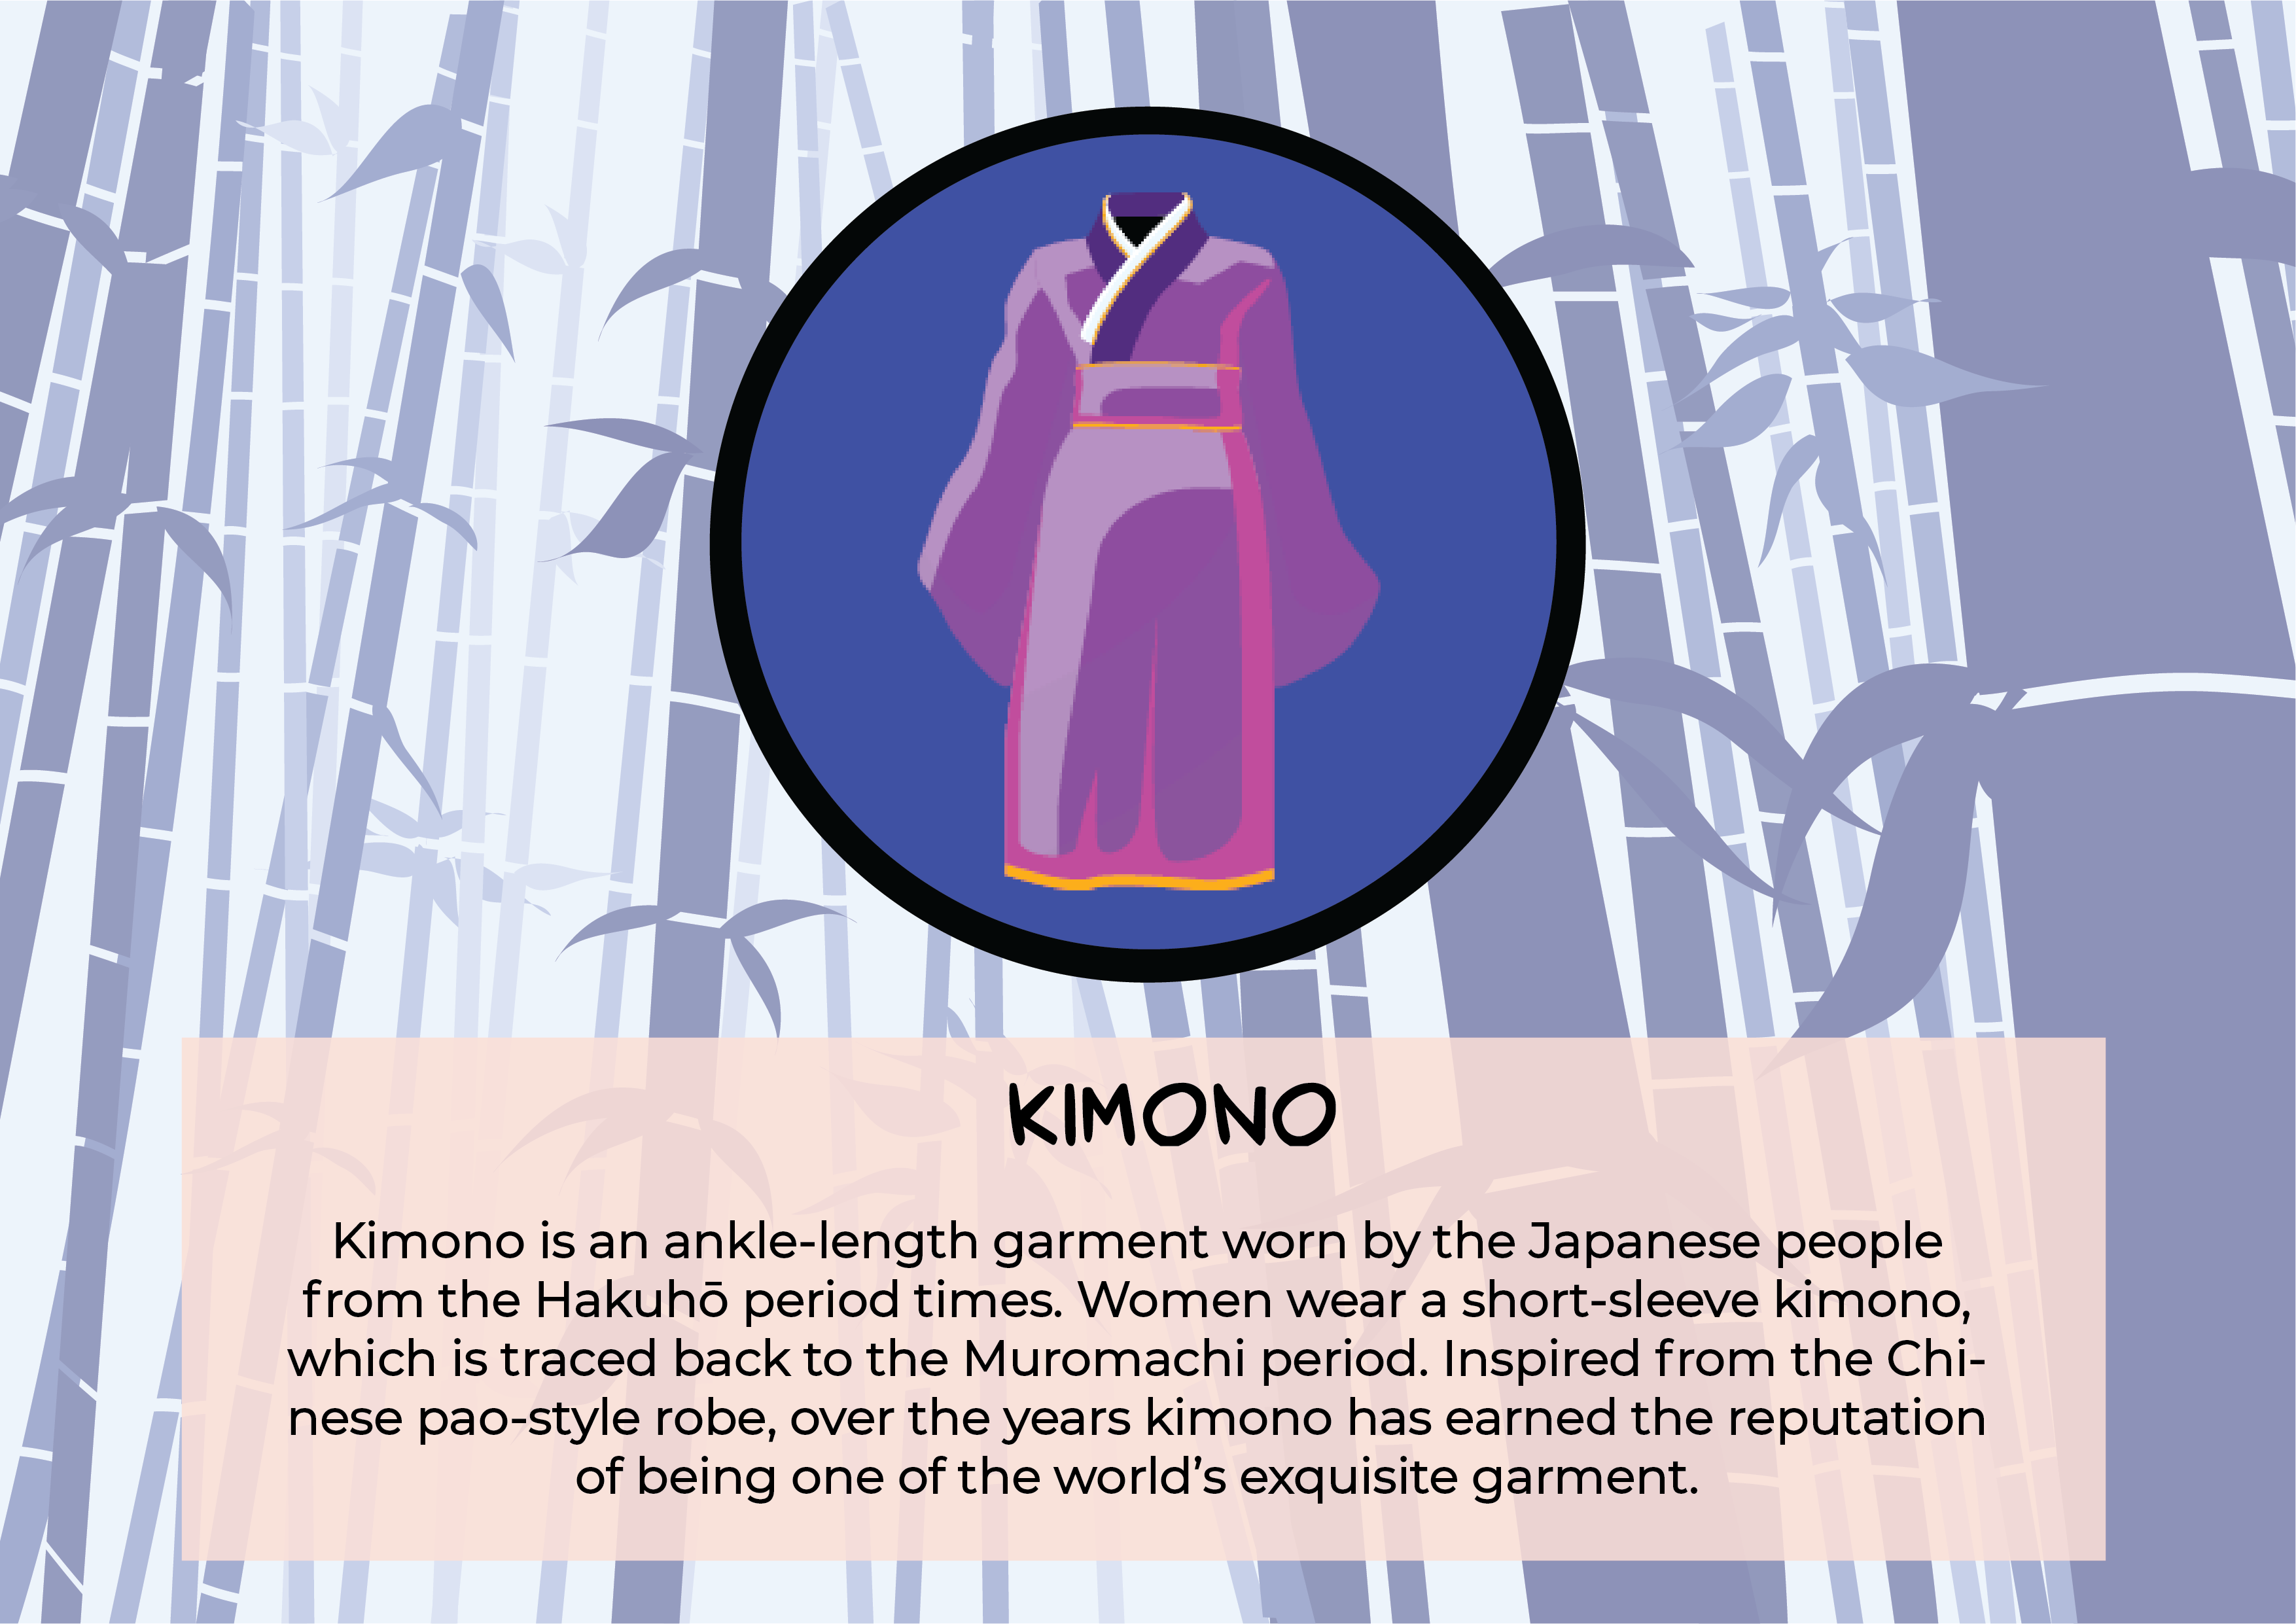 KIMONO
Kimono is an ankle-length garment worn by the Japanese people
from the Hakuhō period times. Women wear a short-sleeve kimono,
which is traced back to the Muromachi period. Inspired from the Chi-
nese pao-style robe, over the years kimono has earned the reputation
of being one of the world’s exquisite garment.